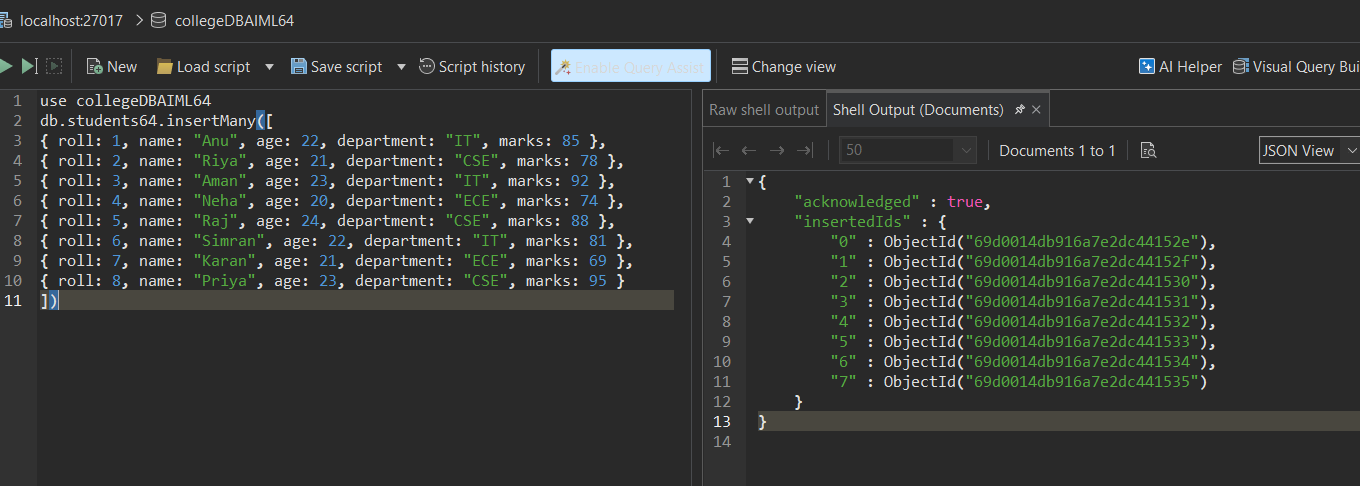 localhost:27017 > collegeDBAIML64
New Load script Save script Script history Enable Query Assist Change view AI Helper Visual Query Bui
1 use collegeDBAIML64
2 db.students64.insertMany([
3 { roll: 1, name: "Anu", age: 22, department: "IT", marks: 85 },
4 { roll: 2, name: "Riya", age: 21, department: "CSE", marks: 78 },
5 { roll: 3, name: "Aman", age: 23, department: "IT", marks: 92 },
6 { roll: 4, name: "Neha", age: 20, department: "ECE", marks: 74 },
7 { roll: 5, name: "Raj", age: 24, department: "CSE", marks: 88 },
8 { roll: 6, name: "Simran", age: 22, department: "IT", marks: 81 },
9 { roll: 7, name: "Karan", age: 21, department: "ECE", marks: 69 },
10 { roll: 8, name: "Priya", age: 23, department: "CSE", marks: 95 }
11 ])
Raw shell output Shell Output (Documents)
50 Documents 1 to 1 JSON View
1 {
2 "acknowledged" : true,
3 "insertedIds" : {
4 "0" : ObjectId("69d0014db916a7e2dc44152e"),
5 "1" : ObjectId("69d0014db916a7e2dc44152f"),
6 "2" : ObjectId("69d0014db916a7e2dc441530"),
7 "3" : ObjectId("69d0014db916a7e2dc441531"),
8 "4" : ObjectId("69d0014db916a7e2dc441532"),
9 "5" : ObjectId("69d0014db916a7e2dc441533"),
10 "6" : ObjectId("69d0014db916a7e2dc441534"),
11 "7" : ObjectId("69d0014db916a7e2dc441535")
12 }
13 }
14